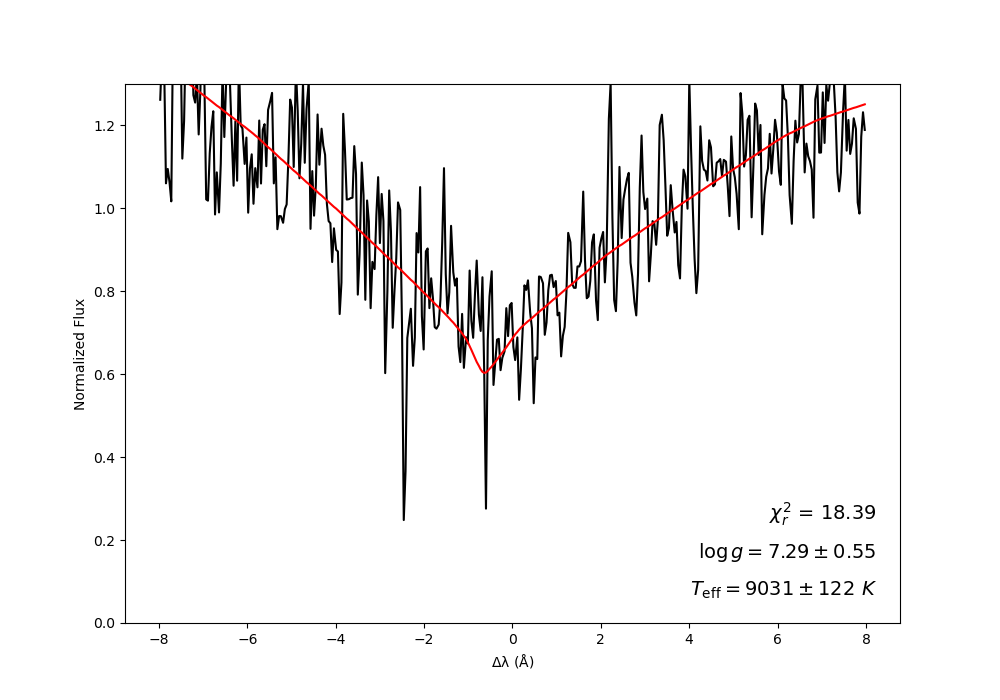 1.2
1.0
0.8
0.6
0.4
0.2
0.0
Normalized Flux
χ²ᵣ = 18.39
log g = 7.29 ± 0.55
T_eff = 9031 ± 122 K
−8 −6 −4 −2 0 2 4 6 8
Δλ (Å)